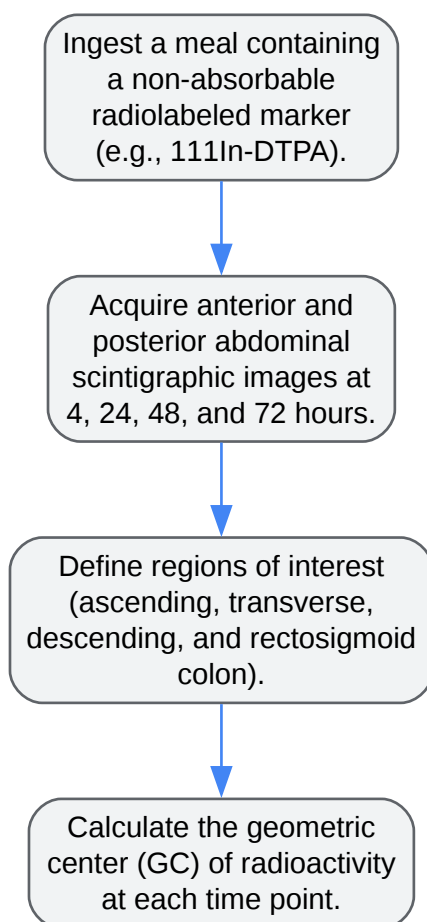 Ingest a meal containing
a non-absorbable
radiolabeled marker
(e.g., 111In-DTPA).
Acquire anterior and
posterior abdominal
scintigraphic images at
4, 24, 48, and 72 hours.
Define regions of interest
(ascending, transverse,
descending, and rectosigmoid
colon).
Calculate the geometric
center (GC) of radioactivity
at each time point.